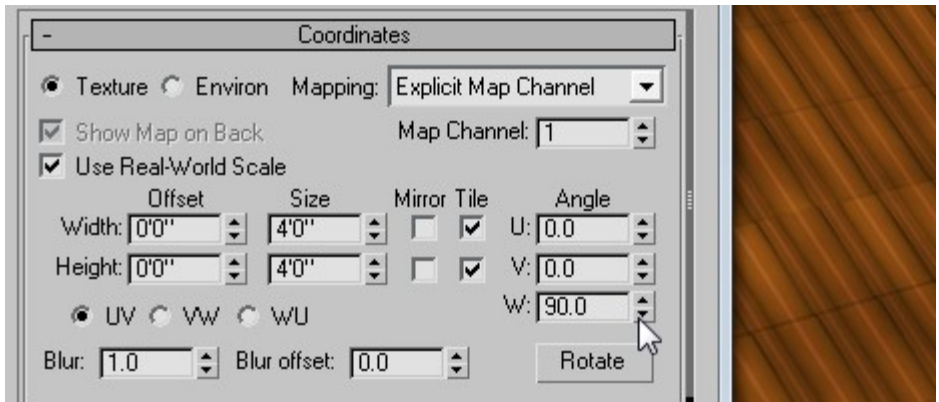 - Coordinates
Texture Environ Mapping: Explicit Map Channel
Show Map on Back Map Channel: 1
Use Real-World Scale
Offset Size Mirror Tile Angle
Width: 0'0" 4'0" U: 0.0
Height: 0'0" 4'0" V: 0.0
UV VW WU W: 90.0
Blur: 1.0 Blur offset: 0.0 Rotate